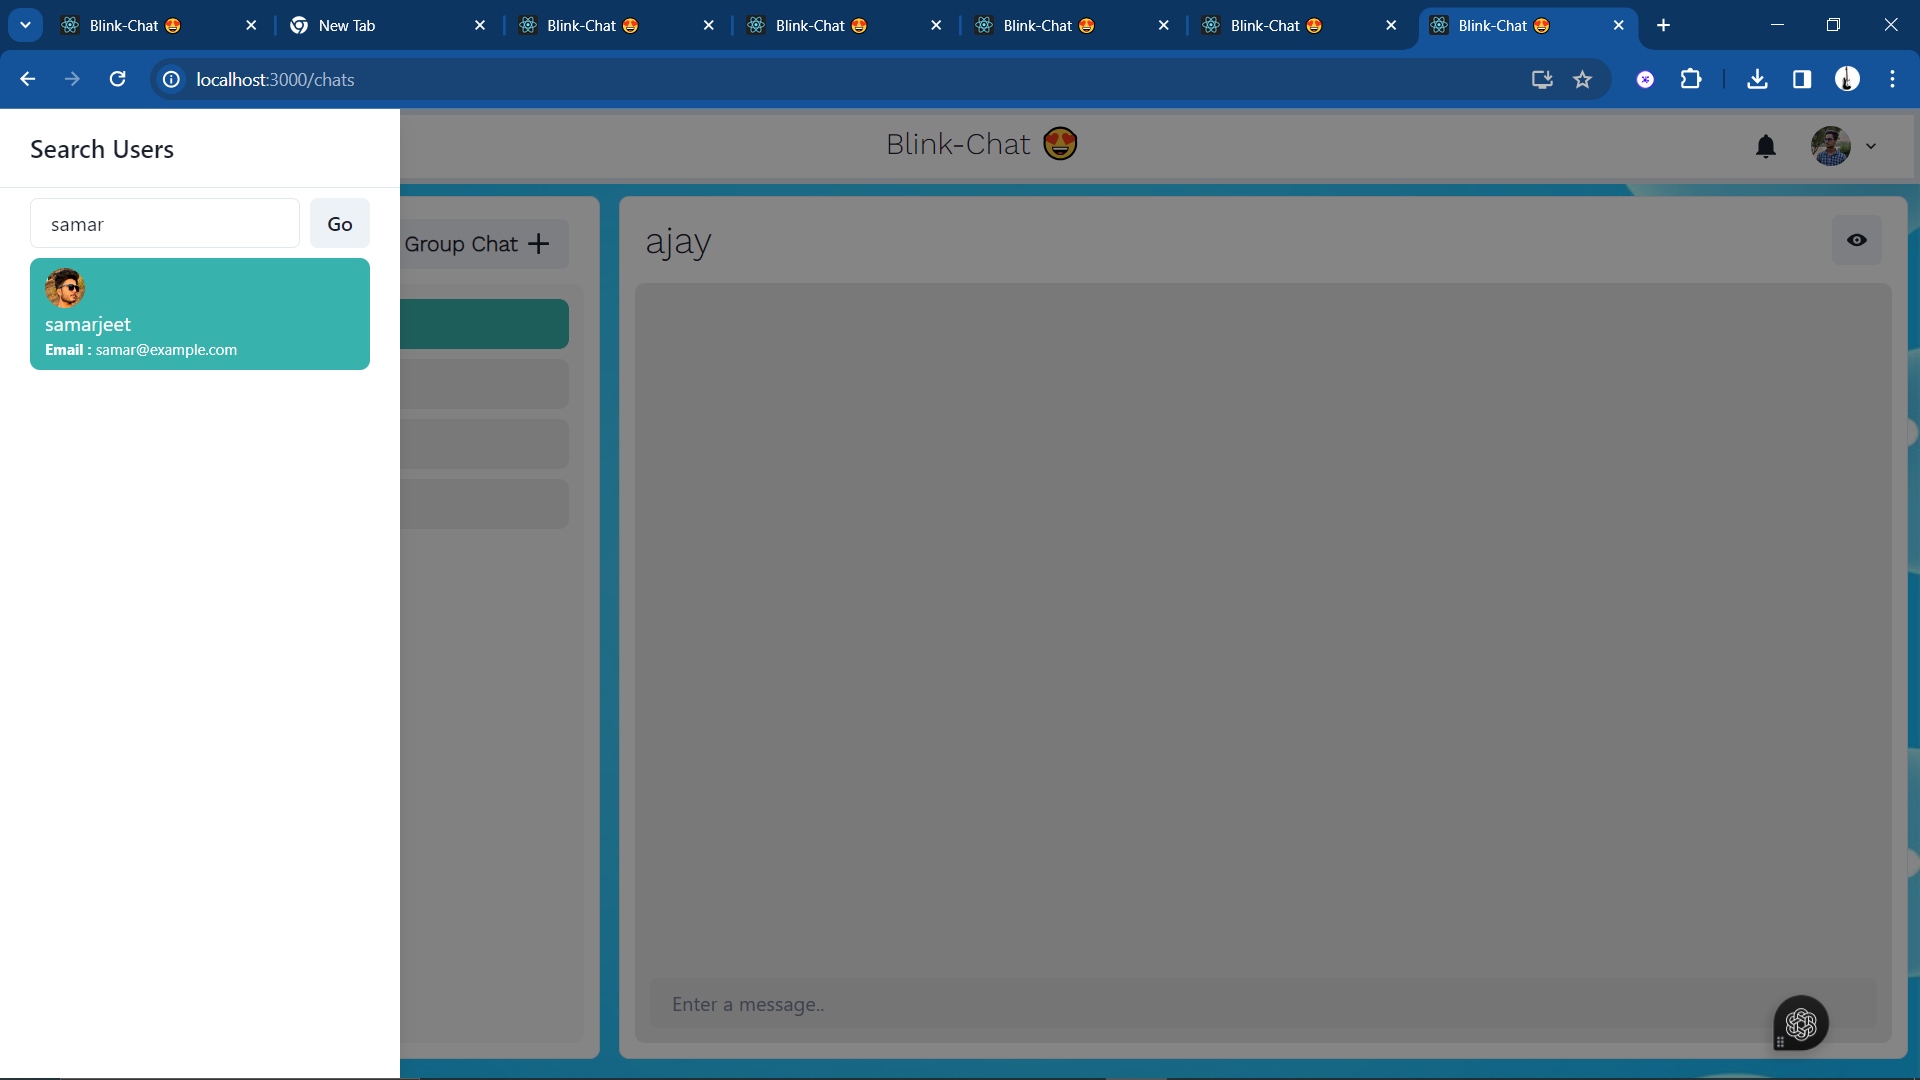 Blink-Chat 😍
New Tab
Blink-Chat 😍
Blink-Chat 😍
Blink-Chat 😍
Blink-Chat 😍
Blink-Chat 😍
localhost:3000/chats
Search Users
samar
Go
samarjeet
Email : samar@example.com
Blink-Chat 😍
Group Chat +
ajay
Enter a message..